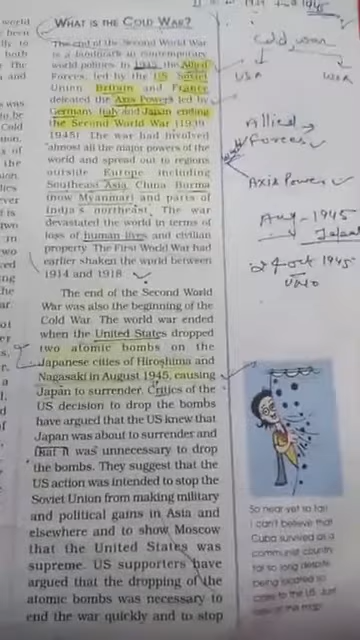 WHAT IS THE COLD WAR?
The end of the Second World War
is a landmark in contemporary
world politics. In 1945, the Allied
Forces, led by the US, Soviet
Union, Britain and France
defeated the Axis Powers led by
Germany, Italy and Japan, ending
the Second World War (1939-
1945). The war had involved
almost all the major powers of the
world and spread out to regions
outside Europe including
Southeast Asia, China, Burma
(now Myanmar) and parts of
India's northeast. The war
devastated the world in terms of
loss of human lives and civilian
property. The First World War had
earlier shaken the world between
1914 and 1918.
The end of the Second World
War was also the beginning of the
Cold War. The world war ended
when the United States dropped
two atomic bombs on the
Japanese cities of Hiroshima and
Nagasaki in August 1945, causing
Japan to surrender. Critics of the
US decision to drop the bombs
have argued that the US knew that
Japan was about to surrender and
that it was unnecessary to drop
the bombs. They suggest that the
US action was intended to stop the
Soviet Union from making military
and political gains in Asia and
elsewhere and to show Moscow
that the United States was
supreme. US supporters have
argued that the dropping of the
atomic bombs was necessary to
end the war quickly and to stop
Cold war
USA
Allied
Forces
Axis Power
Aug-1945
Japan
24 Oct 1945
UNO
So near yet so far!
I can't believe that
Cuba survived as a
communist country
for so long despite
being located so
close to the US. Just
look at the map.